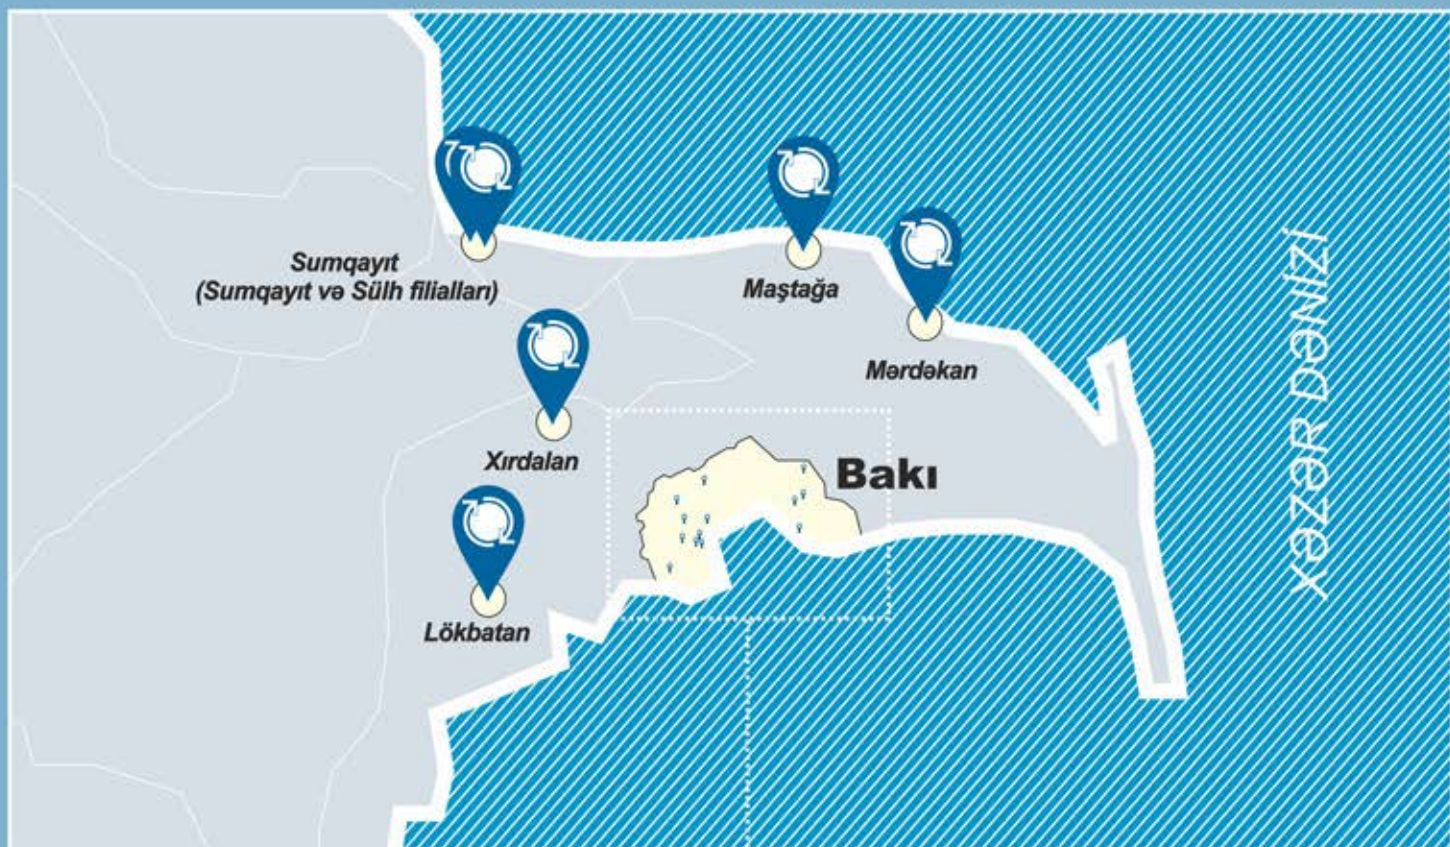 Sumqayıt
(Sumqayıt və Sülh filialları)
Maştağa
Mərdəkan
Xırdalan
Bakı
Lökbatan
XƏZƏR DƏNİZİ